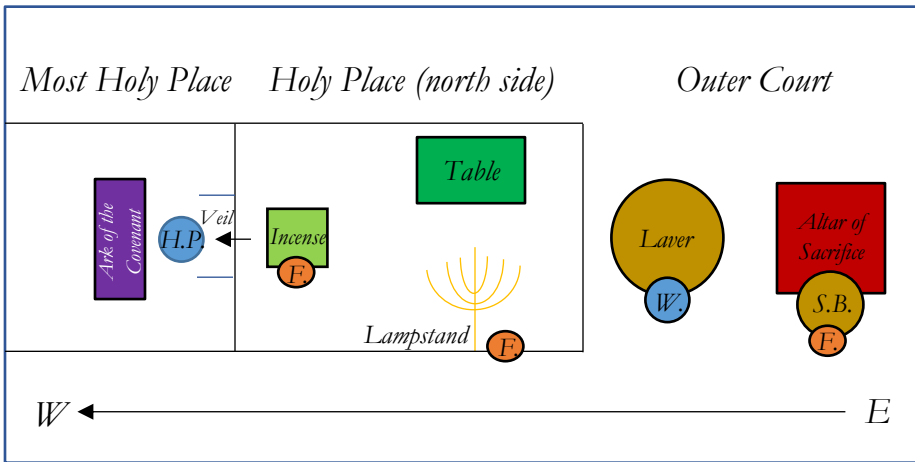 Most Holy Place
Holy Place (north side)
Outer Court
Ark of the
Covenant
H.P.
Veil
Incense
F.
Table
Lampstand
F.
Laver
W.
Altar of
Sacrifice
S.B.
F.
W
E